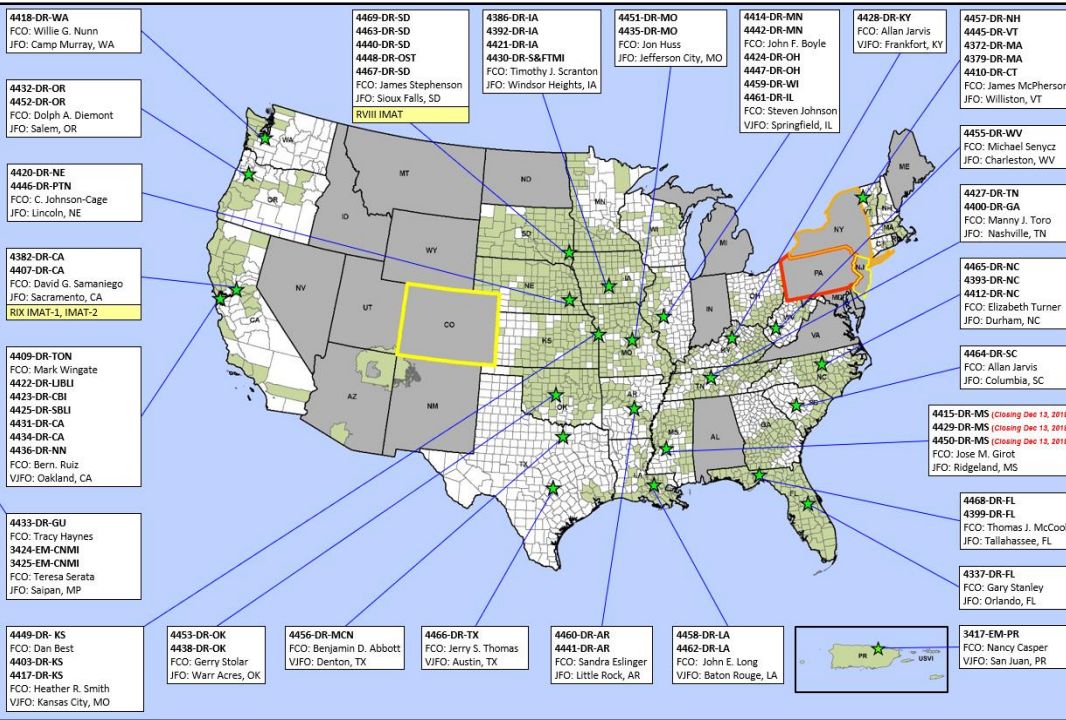 4418-DR-WA
FCO: Willie G. Nunn
JFO: Camp Murray, WA
4432-DR-OR
4452-DR-OR
FCO: Dolph A. Diemont
JFO: Salem, OR
4420-DR-NE
4446-DR-PTN
FCO: C. Johnson-Cage
JFO: Lincoln, NE
4382-DR-CA
4407-DR-CA
FCO: David G. Samaniego
JFO: Sacramento, CA
RIX IMAT-1, IMAT-2
4409-DR-TON
FCO: Mark Wingate
4422-DR-IJBLI
4423-DR-CBI
4425-DR-SBLI
4431-DR-CA
4434-DR-CA
4436-DR-NN
FCO: Bern. Ruiz
VJFO: Oakland, CA
4433-DR-GU
FCO: Tracy Haynes
3424-EM-CNMI
3425-EM-CNMI
FCO: Teresa Serata
JFO: Saipan, MP
4449-DR- KS
FCO: Dan Best
4403-DR-KS
4417-DR-KS
FCO: Heather R. Smith
VJFO: Kansas City, MO
4469-DR-SD
4463-DR-SD
4440-DR-SD
4448-DR-OST
4467-DR-SD
FCO: James Stephenson
JFO: Sioux Falls, SD
RVIII IMAT
4386-DR-IA
4392-DR-IA
4421-DR-IA
4430-DR-S&FTMI
FCO: Timothy J. Scranton
JFO: Windsor Heights, IA
4451-DR-MO
4435-DR-MO
FCO: Jon Huss
JFO: Jefferson City, MO
4414-DR-MN
4442-DR-MN
FCO: John F. Boyle
4424-DR-OH
4447-DR-OH
4459-DR-WI
4461-DR-IL
FCO: Steven Johnson
VJFO: Springfield, IL
4428-DR-KY
FCO: Allan Jarvis
VJFO: Frankfort, KY
4457-DR-NH
4445-DR-VT
4372-DR-MA
4379-DR-MA
4410-DR-CT
FCO: James McPherson
JFO: Williston, VT
4455-DR-WV
FCO: Michael Senycz
JFO: Charleston, WV
4427-DR-TN
4400-DR-GA
FCO: Manny J. Toro
JFO: Nashville, TN
4465-DR-NC
4393-DR-NC
4412-DR-NC
FCO: Elizabeth Turner
JFO: Durham, NC
4464-DR-SC
FCO: Allan Jarvis
JFO: Columbia, SC
4415-DR-MS (Closing Dec 13, 2018
4429-DR-MS (Closing Dec 13, 2018
4450-DR-MS (Closing Dec 13, 2018
FCO: Jose M. Girot
JFO: Ridgeland, MS
4468-DR-FL
4399-DR-FL
FCO: Thomas J. McCool
JFO: Tallahassee, FL
4337-DR-FL
FCO: Gary Stanley
JFO: Orlando, FL
3417-EM-PR
FCO: Nancy Casper
VJFO: San Juan, PR
4453-DR-OK
4438-DR-OK
FCO: Gerry Stolar
JFO: Warr Acres, OK
4456-DR-MCN
FCO: Benjamin D. Abbott
VJFO: Denton, TX
4466-DR-TX
FCO: Jerry S. Thomas
VJFO: Austin, TX
4460-DR-AR
4441-DR-AR
FCO: Sandra Eslinger
JFO: Little Rock, AR
4458-DR-LA
4462-DR-LA
FCO: John E. Long
VJFO: Baton Rouge, LA
WA
MT
ND
MN
ME
OR
ID
SD
WI
NY
VT
NH
MA
WY
MI
PA
NJ
NV
NE
IA
UT
CO
IN
OH
WV
VA
CA
KS
MO
KY
NC
AZ
NM
OK
AR
TN
SC
TX
MS
AL
GA
LA
FL
PR
USVI